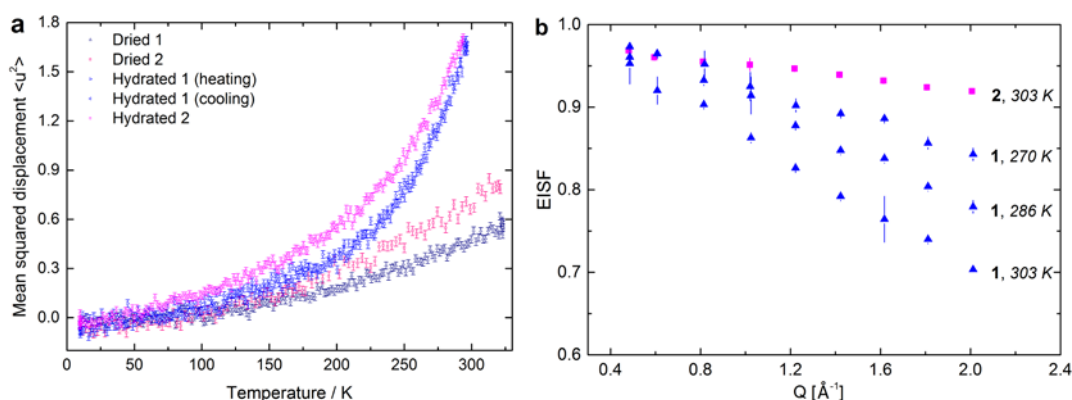 a
Mean squared displacement <u²>
1.8
1.5
1.2
0.9
0.6
0.3
0.0
Dried 1
Dried 2
Hydrated 1 (heating)
Hydrated 1 (cooling)
Hydrated 2
0 50 100 150 200 250 300
Temperature / K
b
EISF
1.0
0.9
0.8
0.7
0.6
2, 303 K
1, 270 K
1, 286 K
1, 303 K
0.4 0.8 1.2 1.6 2.0 2.4
Q [Å⁻¹]